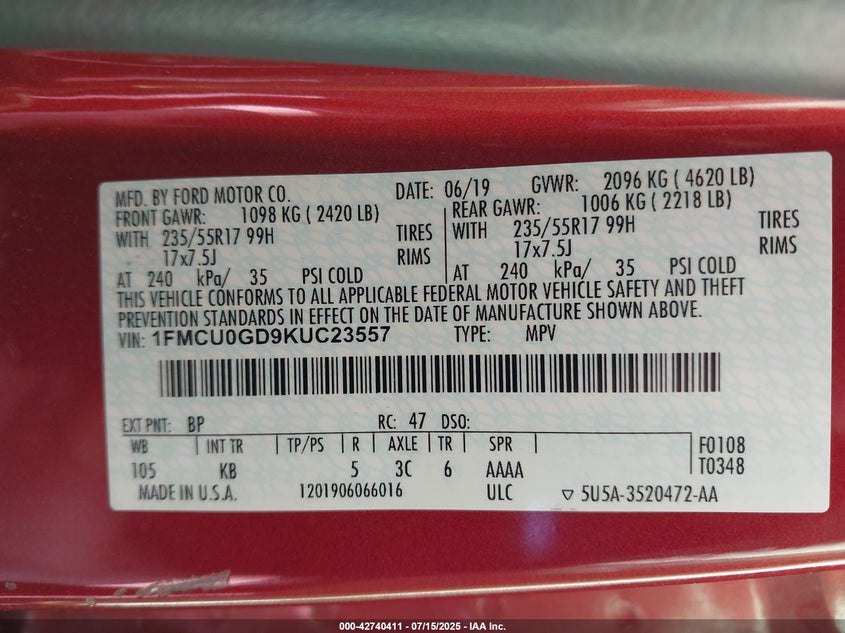 MFD. BY FORD MOTOR CO. DATE: 06/19 GVWR: 2096 KG ( 4620 LB)
FRONT GAWR: 1098 KG ( 2420 LB) REAR GAWR: 1006 KG ( 2218 LB)
WITH 235/55R17 99H TIRES WITH 235/55R17 99H TIRES
17x7.5J RIMS 17x7.5J RIMS
AT 240 kPa/ 35 PSI COLD AT 240 kPa/ 35 PSI COLD
THIS VEHICLE CONFORMS TO ALL APPLICABLE FEDERAL MOTOR VEHICLE SAFETY AND THEFT
PREVENTION STANDARDS IN EFFECT ON THE DATE OF MANUFACTURE SHOWN ABOVE.
VIN: 1FMCU0GD9KUC23557 TYPE: MPV
EXT PNT: BP RC: 47 DSO:
WB INT TR TP/PS R AXLE TR SPR F0108
105 KB 5 3C 6 AAAA T0348
MADE IN U.S.A. 1201906066016 ULC ▽ 5U5A-3520472-AA
000-42740411 - 07/15/2025 - IAA Inc.